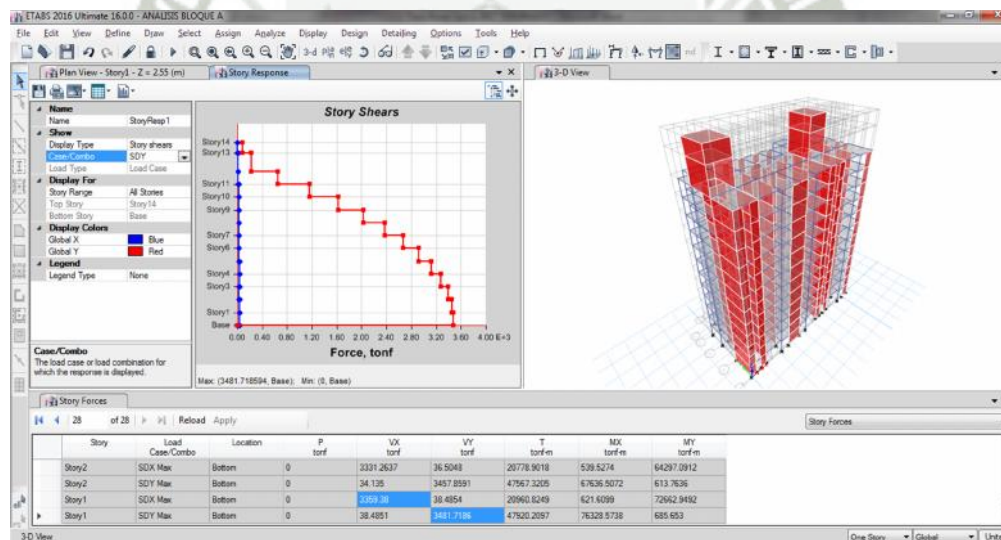 ETABS 2016 Ultimate 16.0.0 - ANALISIS BLOQUE A
File Edit View Define Draw Select Assign Analyze Display Design Detailing Options Tools Help
Plan View - Story1 - Z = 2.55 (m)
Story Response
3-D View
Name
Name StoryResp1
Show
Display Type Story shears
Case/Combo SDY
Load Type Load Case
Display For
Story Range All Stories
Top Story Story14
Bottom Story Base
Display Colors
Global X Blue
Global Y Red
Legend
Legend Type None
Case/Combo
The load case or load combination for
which the response is displayed.
Story Shears
Story14
Story13
Story11
Story10
Story9
Story7
Story6
Story4
Story3
Story1
Base
0.00 0.40 0.80 1.20 1.60 2.00 2.40 2.80 3.20 3.60 4.00 E+3
Force, tonf
Max: (3481.718594, Base); Min: (0, Base)
Story Forces
28 of 28 Reload Apply
Story Forces
Story Load Case/Combo Location P tonf VX tonf VY tonf T tonf-m MX tonf-m MY tonf-m
Story2 SDX Max Bottom 0 3331.2637 36.5048 20778.9018 539.5274 64297.0912
Story2 SDY Max Bottom 0 34.135 3457.8591 47567.3205 67636.5072 613.7636
Story1 SDX Max Bottom 0 3359.38 38.4854 20960.8249 621.6099 72662.9492
Story1 SDY Max Bottom 0 38.4851 3481.7186 47920.2097 76328.5738 685.653
3-D View
One Story Global Units